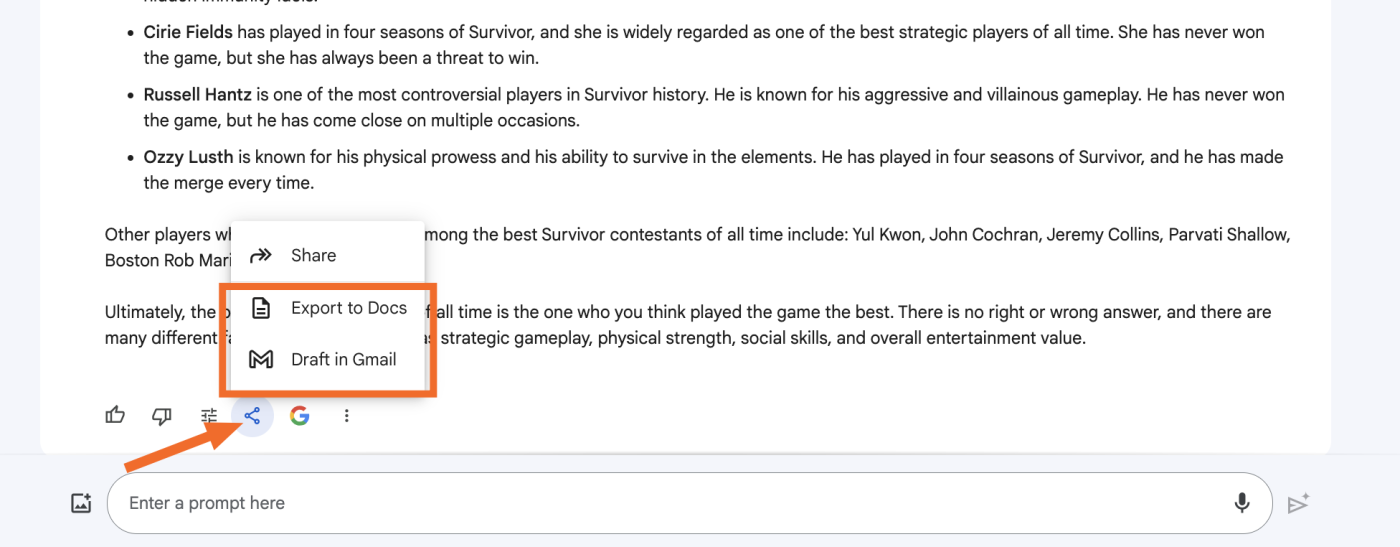 Cirie Fields has played in four seasons of Survivor, and she is widely regarded as one of the best strategic players of all time. She has never won
the game, but she has always been a threat to win.
Russell Hantz is one of the most controversial players in Survivor history. He is known for his aggressive and villainous gameplay. He has never won
the game, but he has come close on multiple occasions.
Ozzy Lusth is known for his physical prowess and his ability to survive in the elements. He has played in four seasons of Survivor, and he has made
the merge every time.
Other players among the best Survivor contestants of all time include: Yul Kwon, John Cochran, Jeremy Collins, Parvati Shallow,
Boston Rob
Share
Ultimately, the all time is the one who you think played the game the best. There is no right or wrong answer, and there are
Export to Docs
many different strategic gameplay, physical strength, social skills, and overall entertainment value.
Draft in Gmail
Enter a prompt here